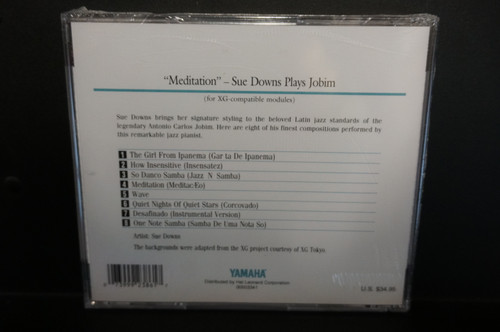 "Meditation" – Sue Downs Plays Jobim
(for XG-compatible modules)
Sue Downs brings her signature styling to the beloved Latin jazz standards of the
legendary Antonio Carlos Jobim. Here are eight of his finest compositions performed by
this remarkable jazz pianist.
1 The Girl From Ipanema (Gar ta De Ipanema)
2 How Insensitive (Insensatez)
3 So Danco Samba (Jazz N Samba)
4 Meditation (Meditac Eo)
5 Wave
6 Quiet Nights Of Quiet Stars (Corcovado)
7 Desafinado (Instrumental Version)
8 One Note Samba (Samba De Uma Nota So)
Artist: Sue Downs
The backgrounds were adapted from the XG project courtesy of XG Tokyo.
YAMAHA
Distributed by Hal Leonard Corporation
U.S. $34.95